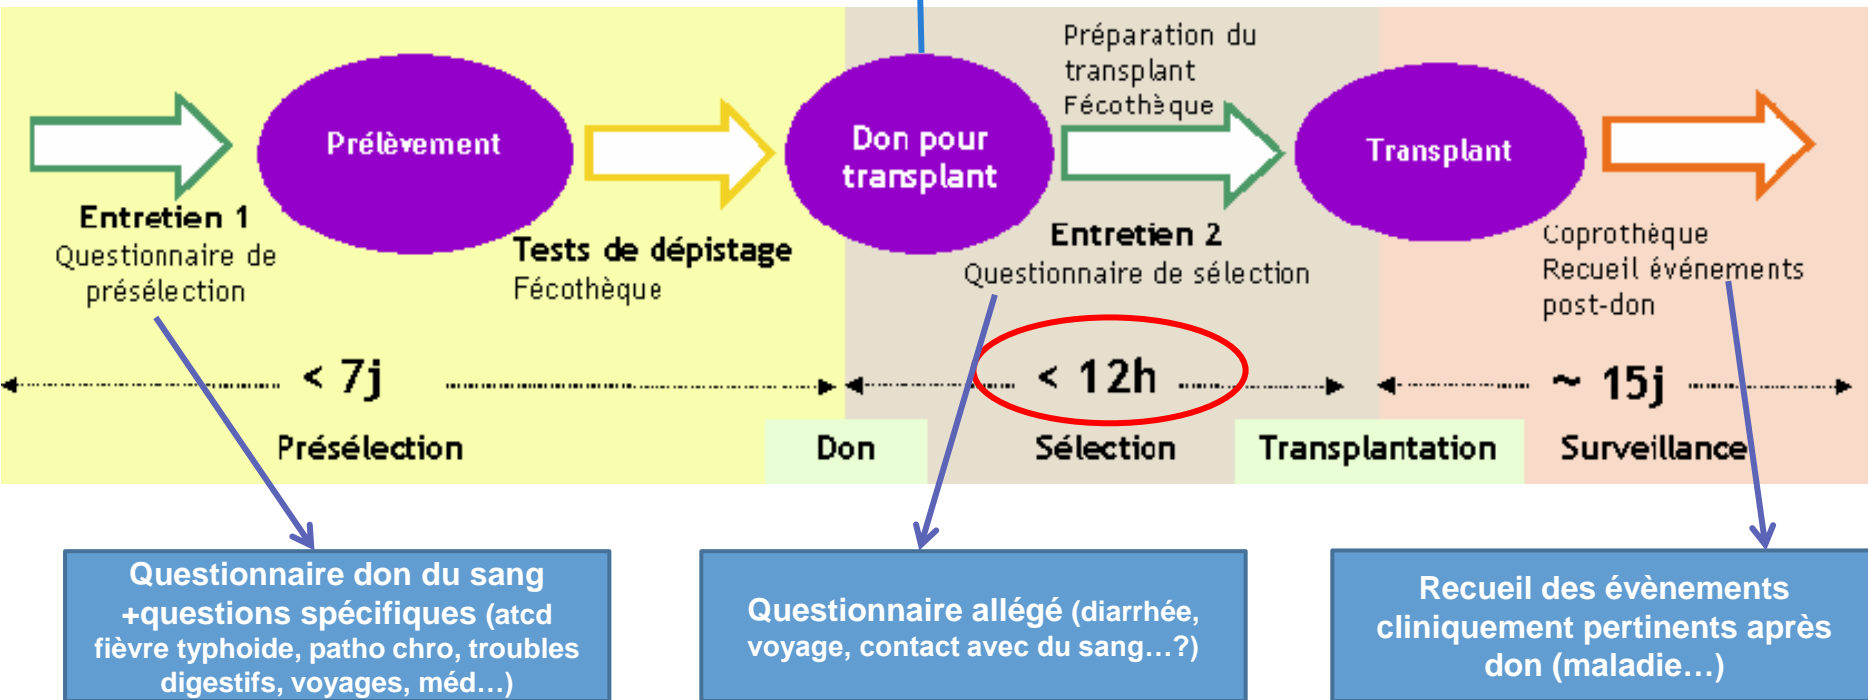 Préparation du
transplant
Fécothèque
Prélèvement
Don pour
transplant
Transplant
Entretien 1
Questionnaire de
présélection
Tests de dépistage
Fécothèque
Entretien 2
Questionnaire de sélection
Coprothèque
Recueil événements
post-don
< 7j
< 12h
~ 15j
Présélection
Don
Sélection
Transplantation
Surveillance
Questionnaire don du sang
+questions spécifiques (atcd
fièvre typhoide, patho chro, troubles
digestifs, voyages, méd…)
Questionnaire allégé (diarrhée,
voyage, contact avec du sang…?)
Recueil des évènements
cliniquement pertinents après
don (maladie…)